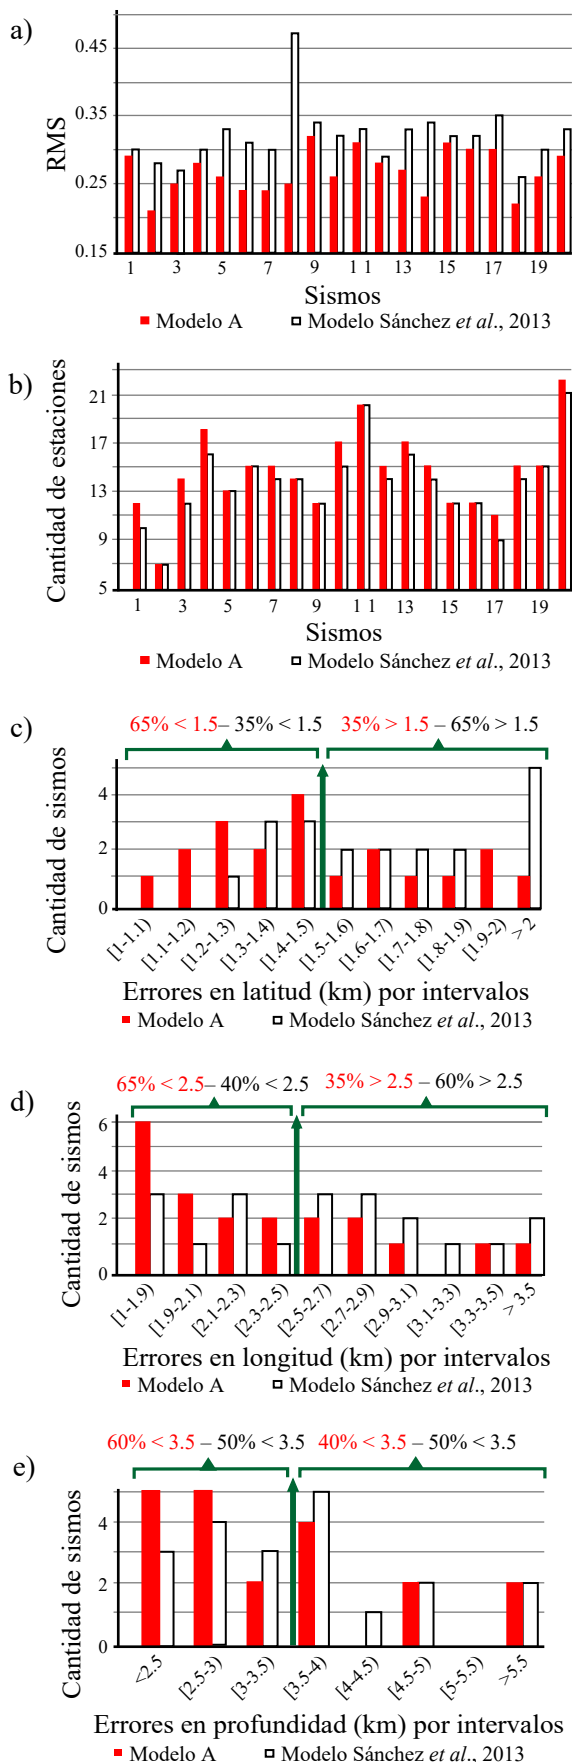 a)
RMS
0.45
0.35
0.25
0.15
1 3 5 7 9 1 1 13 15 17 19
Sismos
Modelo A Modelo Sánchez et al., 2013
b)
Cantidad de estaciones
21
17
13
9
5
1 3 5 7 9 1 1 13 15 17 19
Sismos
Modelo A Modelo Sánchez et al., 2013
c)
65% < 1.5– 35% < 1.5 35% > 1.5 – 65% > 1.5
Cantidad de sismos
4
2
0
[1-1.1) [1.1-1.2) [1.2-1.3) [1.3-1.4) [1.4-1.5) [1.5-1.6) [1.6-1.7) [1.7-1.8) [1.8-1.9) [1.9-2) > 2
Errores en latitud (km) por intervalos
Modelo A Modelo Sánchez et al., 2013
d)
65% < 2.5– 40% < 2.5 35% > 2.5 – 60% > 2.5
Cantidad de sismos
6
4
2
0
[1-1.9) [1.9-2.1) [2.1-2.3) [2.3-2.5) [2.5-2.7) [2.7-2.9) [2.9-3.1) [3.1-3.3) [3.3-3.5) > 3.5
Errores en longitud (km) por intervalos
Modelo A Modelo Sánchez et al., 2013
e)
60% < 3.5 – 50% < 3.5 40% < 3.5 – 50% < 3.5
Cantidad de sismos
4
2
0
<2.5 [2.5-3) [3-3.5) [3.5-4) [4-4.5) [4.5-5) [5-5.5) >5.5
Errores en profundidad (km) por intervalos
Modelo A Modelo Sánchez et al., 2013